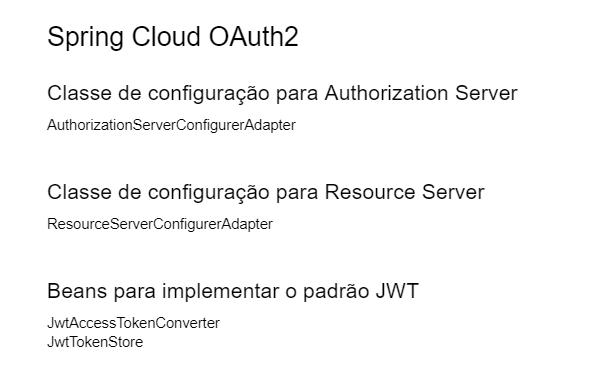 Spring Cloud OAuth2
Classe de configuração para Authorization Server
AuthorizationServerConfigurerAdapter
Classe de configuração para Resource Server
ResourceServerConfigurerAdapter
Beans para implementar o padrão JWT
JwtAccessTokenConverter
JwtTokenStore